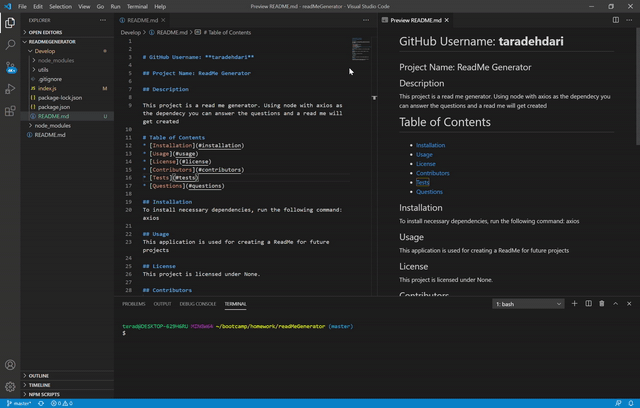 File Edit Selection View Go Run Terminal Help
Preview README.md - readMeGenerator - Visual Studio Code
EXPLORER
OPEN EDITORS
READMEGENERATOR
Develop
node_modules
utils
.gitignore
index.js M
package-lock.json
package.json
README.md U
node_modules
README.md
OUTLINE
TIMELINE
NPM SCRIPTS
README.md
Develop > README.md > # Table of Contents
1
2
3 # GitHub Username: **taradehdari**
4
5 ## Project Name: ReadMe Generator
6
7 ## Description
8
9 This project is a read me generator. Using node with axios as
the dependecy you can answer the questions and a read me will
get created
10
11 # Table of Contents
12 * [Installation](#installation)
13 * [Usage](#usage)
14 * [License](#license)
15 * [Contributors](#contributors)
16 * [Tests](#tests)
17 * [Questions](#questions)
18
19 ## Installation
20 To install necessary dependencies, run the following command:
axios
21
22 ## Usage
23 This application is used for creating a ReadMe for future
projects
24
25 ## License
26 This project is licensed under None.
27
28 ## Contributors
Preview README.md
GitHub Username: taradehdari
Project Name: ReadMe Generator
Description
This project is a read me generator. Using node with axios as the dependecy you
can answer the questions and a read me will get created
Table of Contents
• Installation
• Usage
• License
• Contributors
• Tests
• Questions
Installation
To install necessary dependencies, run the following command: axios
Usage
This application is used for creating a ReadMe for future projects
License
This project is licensed under None.
Contributors
PROBLEMS OUTPUT DEBUG CONSOLE TERMINAL
1: bash
MINGW64 ~/bootcamp/homework/readMeGenerator (master)
$
master* 0 0